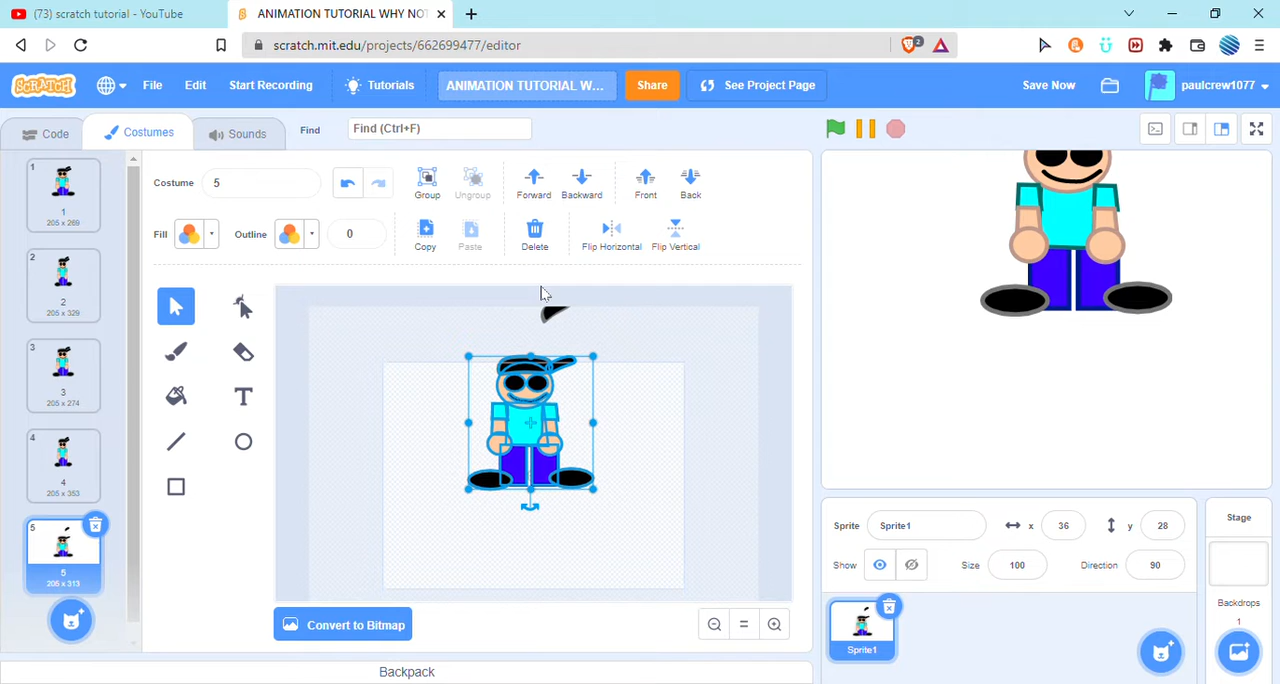 (73) scratch tutorial - YouTube
ANIMATION TUTORIAL WHY NOT
scratch.mit.edu/projects/662699477/editor
2
SCRATCH
File
Edit
Start Recording
Tutorials
ANIMATION TUTORIAL W...
Share
See Project Page
Save Now
paulcrew1077
Code
Costumes
Sounds
Find
Find (Ctrl+F)
1
1
205 x 269
2
2
205 x 329
3
3
205 x 274
4
4
205 x 353
5
5
205 x 313
Costume
5
Group
Ungroup
Forward
Backward
Front
Back
Fill
Outline
0
Copy
Paste
Delete
Flip Horizontal
Flip Vertical
T
Convert to Bitmap
Backpack
Sprite
Sprite1
x
36
y
28
Show
Size
100
Direction
90
Sprite1
Stage
Backdrops
1